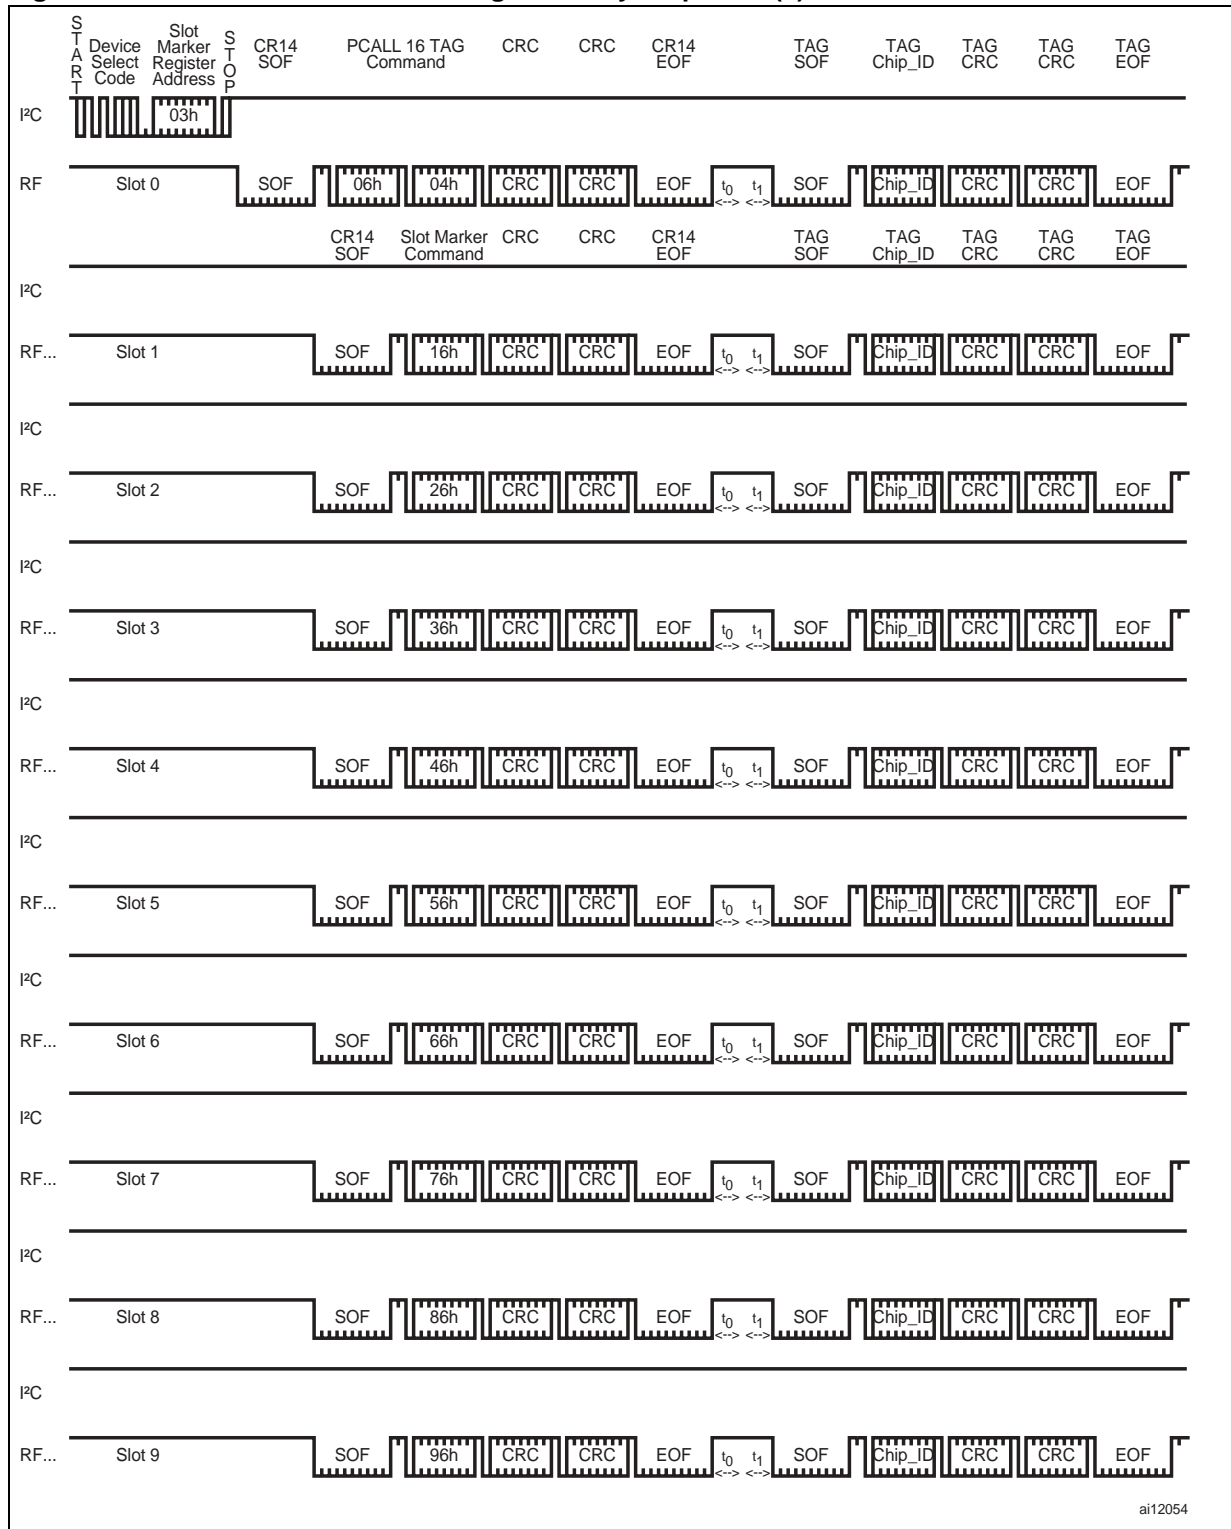 START Device Select Code Slot Marker Register Address STOP CR14 SOF PCALL 16 TAG Command CRC CRC CR14 EOF TAG SOF TAG Chip_ID TAG CRC TAG CRC TAG EOF
I²C 03h
RF Slot 0 SOF 06h 04h CRC CRC EOF t0 t1 SOF Chip_ID CRC CRC EOF
<--> <-->
CR14 SOF Slot Marker Command CRC CRC CR14 EOF TAG SOF TAG Chip_ID TAG CRC TAG CRC TAG EOF
I²C
RF... Slot 1 SOF 16h CRC CRC EOF t0 t1 SOF Chip_ID CRC CRC EOF
<--> <-->
I²C
RF... Slot 2 SOF 26h CRC CRC EOF t0 t1 SOF Chip_ID CRC CRC EOF
<--> <-->
I²C
RF... Slot 3 SOF 36h CRC CRC EOF t0 t1 SOF Chip_ID CRC CRC EOF
<--> <-->
I²C
RF... Slot 4 SOF 46h CRC CRC EOF t0 t1 SOF Chip_ID CRC CRC EOF
<--> <-->
I²C
RF... Slot 5 SOF 56h CRC CRC EOF t0 t1 SOF Chip_ID CRC CRC EOF
<--> <-->
I²C
RF... Slot 6 SOF 66h CRC CRC EOF t0 t1 SOF Chip_ID CRC CRC EOF
<--> <-->
I²C
RF... Slot 7 SOF 76h CRC CRC EOF t0 t1 SOF Chip_ID CRC CRC EOF
<--> <-->
I²C
RF... Slot 8 SOF 86h CRC CRC EOF t0 t1 SOF Chip_ID CRC CRC EOF
<--> <-->
I²C
RF... Slot 9 SOF 96h CRC CRC EOF t0 t1 SOF Chip_ID CRC CRC EOF
<--> <-->
ai12054